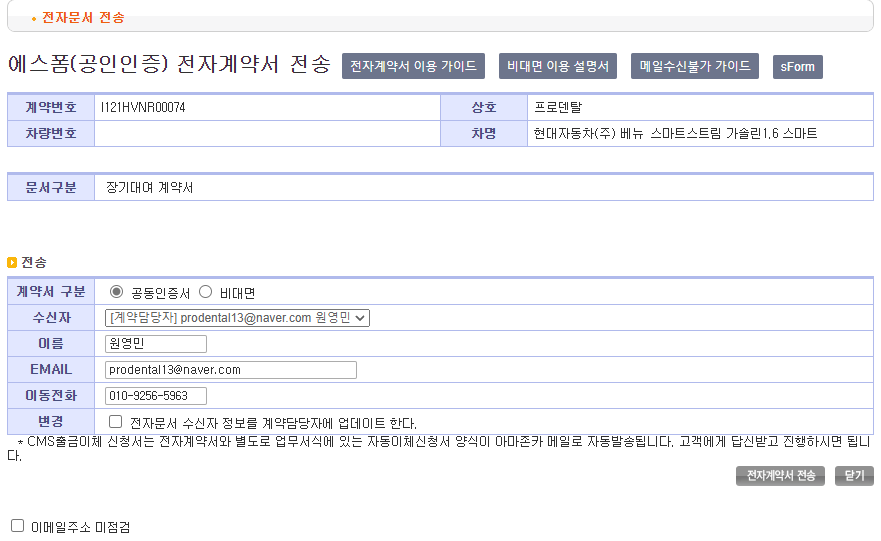 전자문서 전송
에스폼(공인인증) 전자계약서 전송 전자계약서 이용 가이드 비대면 이용 설명서 메일수신불가 가이드 sForm
계약번호 I121HVNR00074 상호 프로덴탈
차량번호 차명 현대자동차(주) 베뉴 스마트스트림 가솔린1.6 스마트
문서구분 장기대여 계약서
전송
계약서 구분 공동인증서 비대면
수신자 [계약담당자] prodental13@naver.com 원영민
이름 원영민
EMAIL prodental13@naver.com
이동전화 010-9256-5963
변경 전자문서 수신자 정보를 계약담당자에 업데이트 한다.
* CMS출금이체 신청서는 전자계약서와 별도로 업무서식에 있는 자동이체신청서 양식이 아마존카 메일로 자동발송됩니다. 고객에게 답신받고 진행하시면 됩니
다.
전자계약서 전송 닫기
이메일주소 미점검